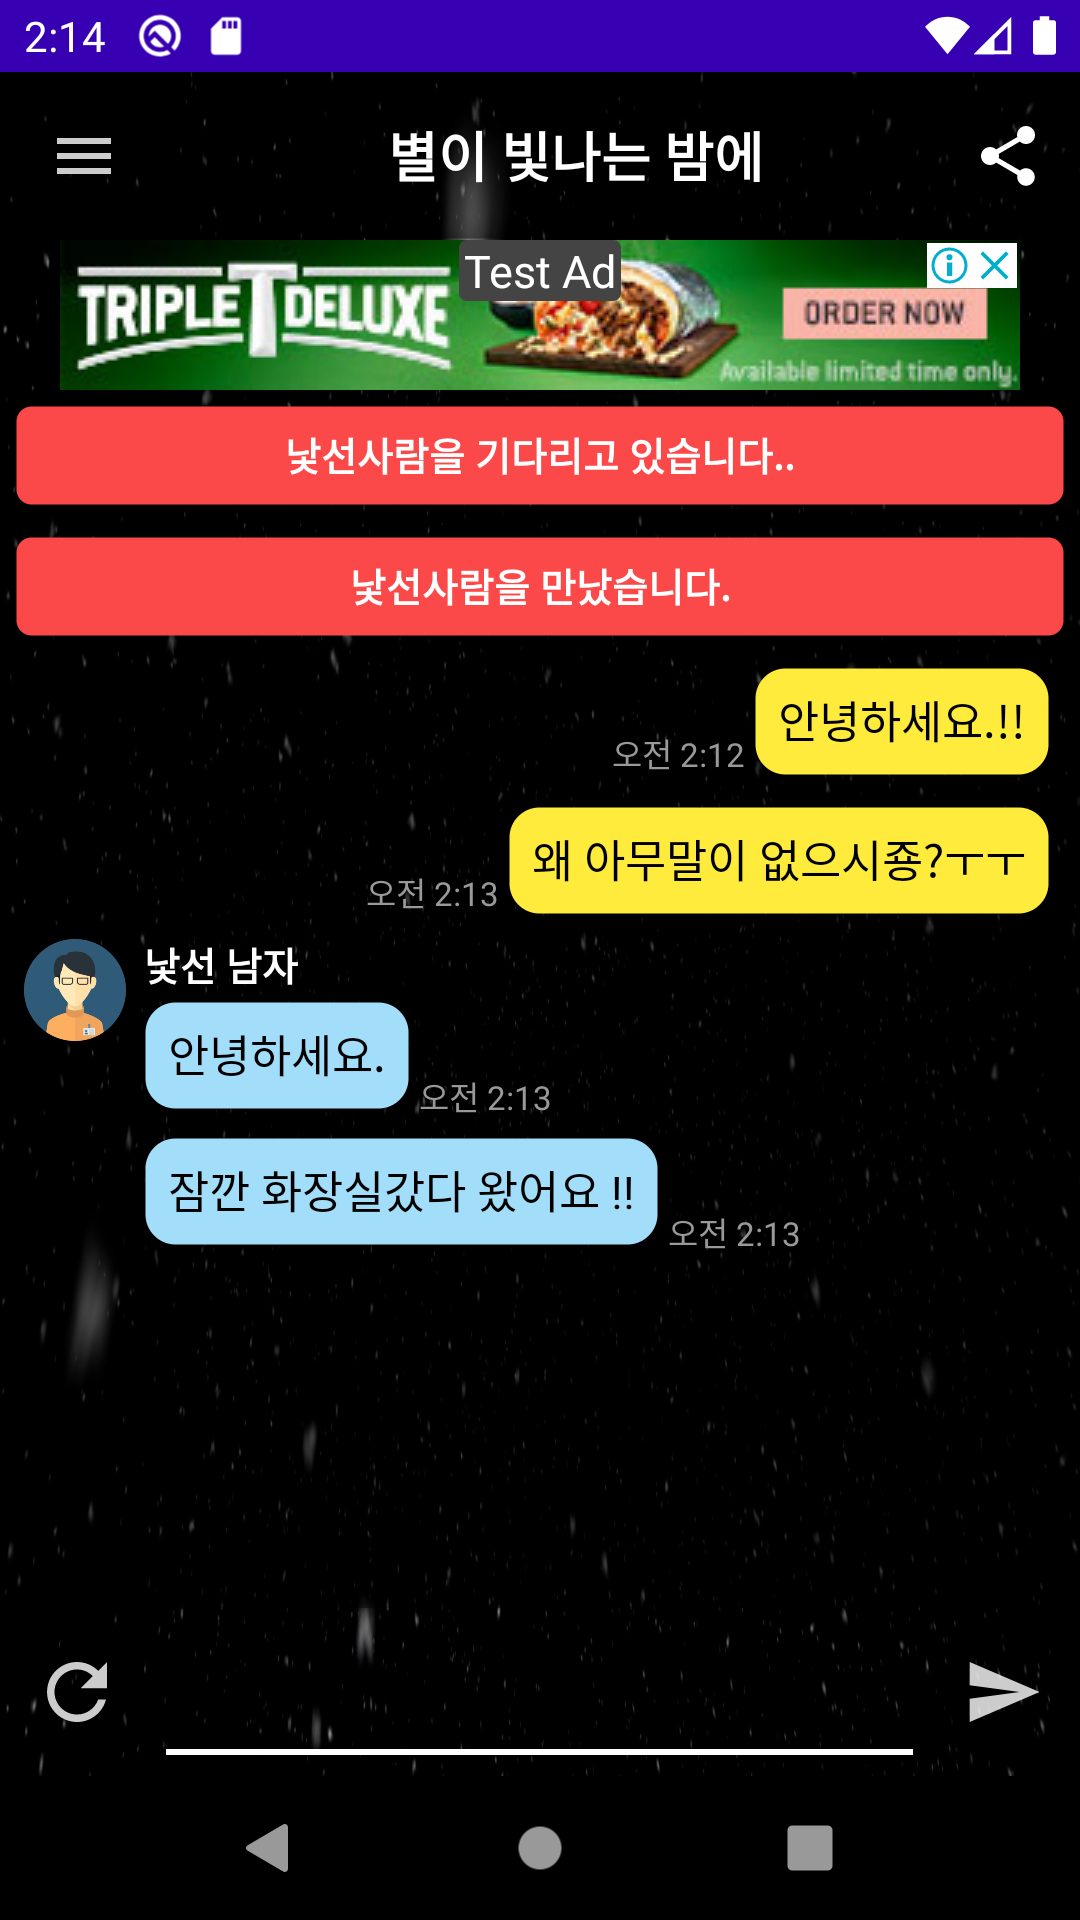 2:14
별이 빛나는 밤에
Test Ad
TRIPLE T DELUXE
ORDER NOW
Available limited time only.
낯선사람을 기다리고 있습니다..
낯선사람을 만났습니다.
안녕하세요.!!
오전 2:12
왜 아무말이 없으시죵?ㅜㅜ
오전 2:13
낯선 남자
안녕하세요.
오전 2:13
잠깐 화장실갔다 왔어요 !!
오전 2:13